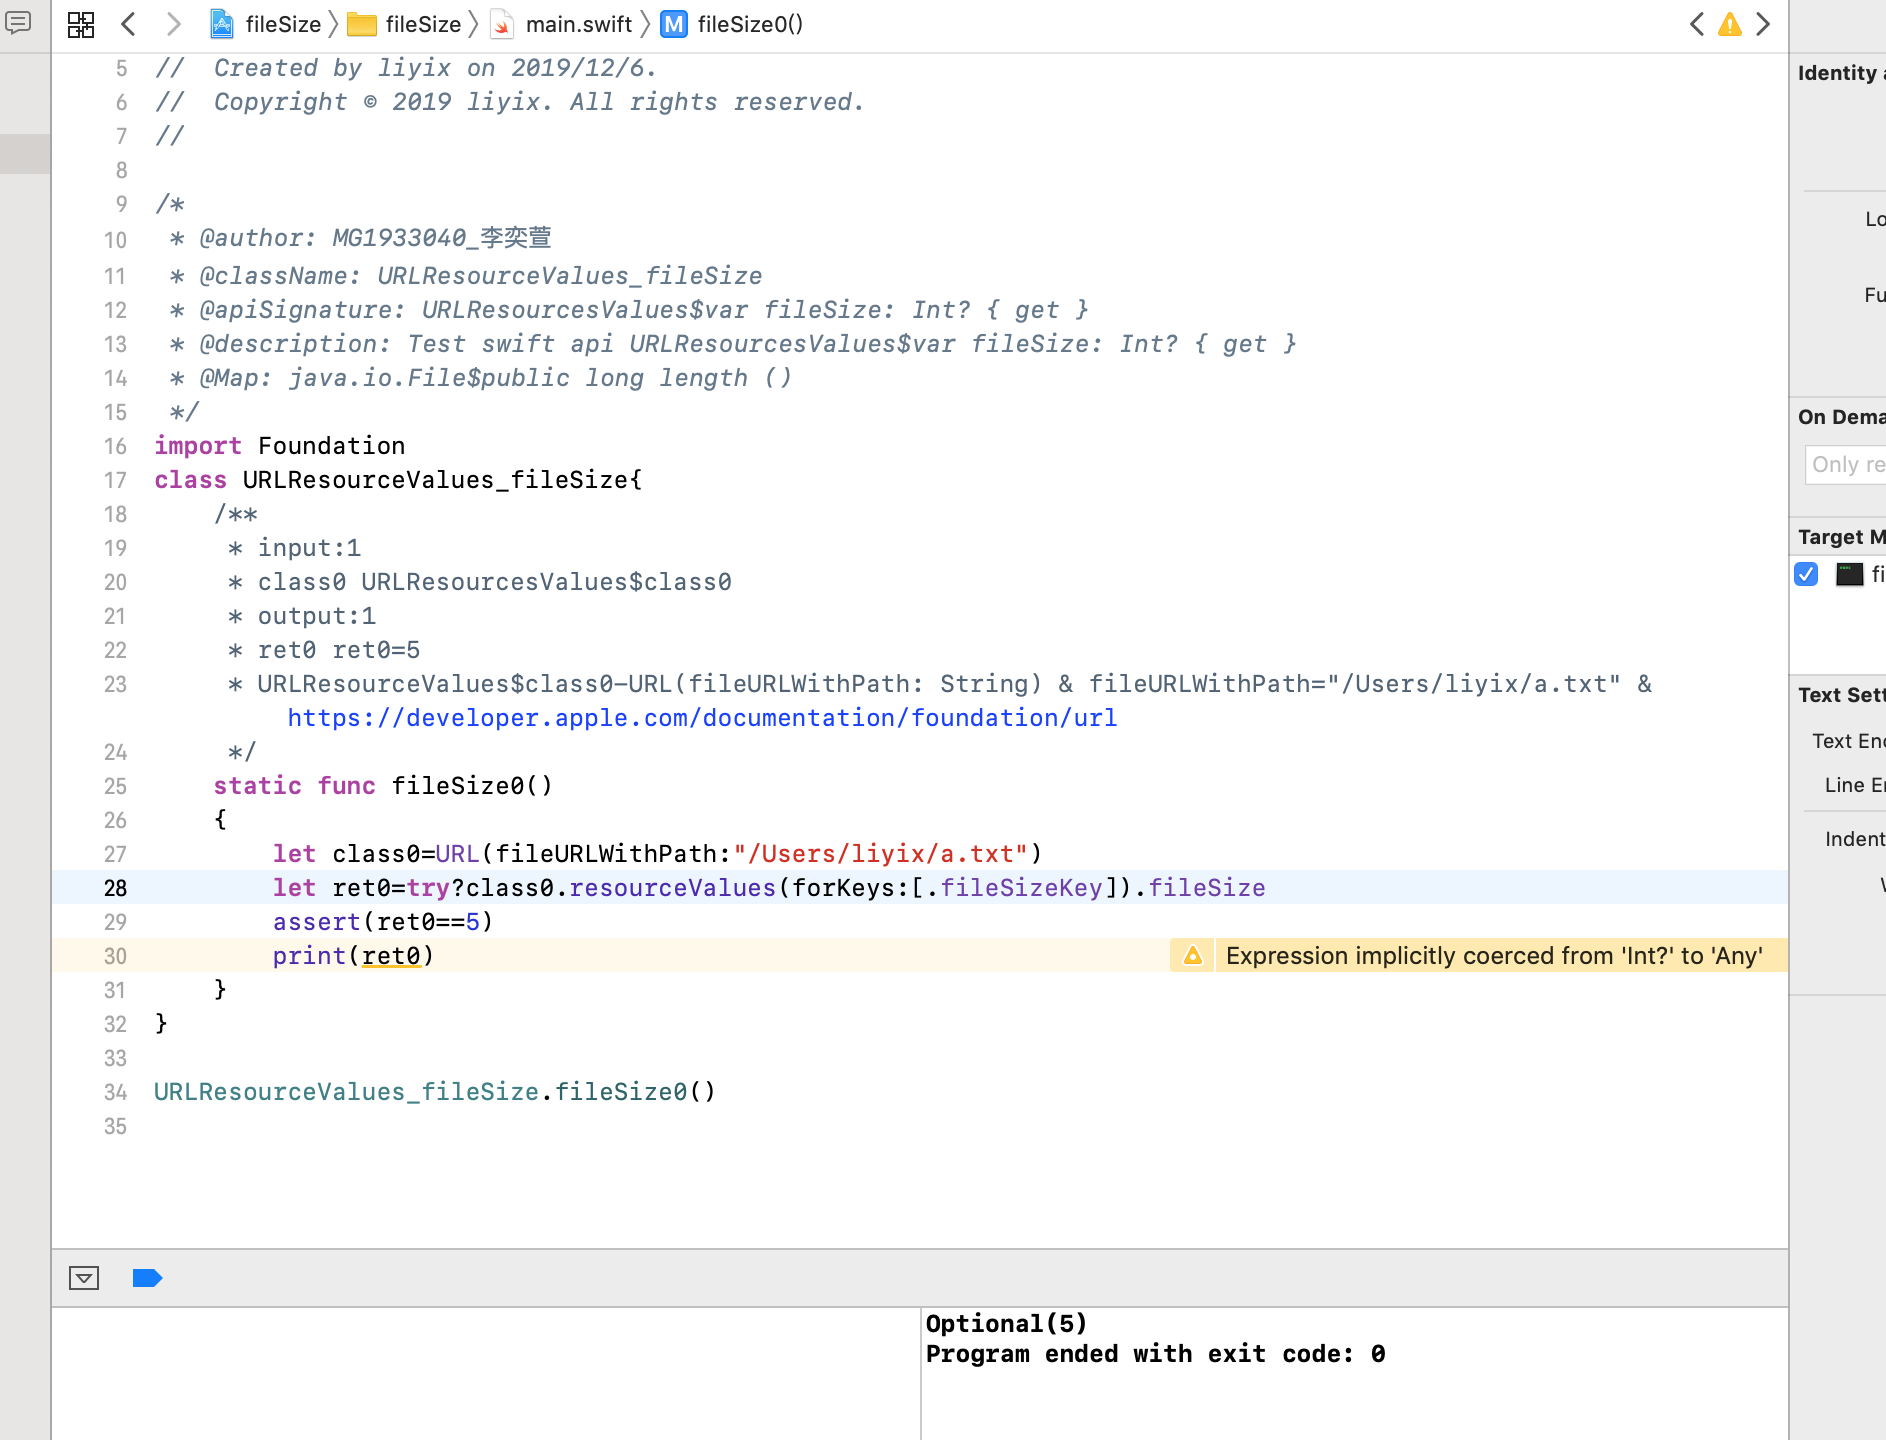 fileSize fileSize main.swift M fileSize0()
5 //  Created by liyix on 2019/12/6.
6 //  Copyright © 2019 liyix. All rights reserved.
7 //
8
9 /*
10 * @author: MG1933040_李奕萱
11 * @className: URLResourceValues_fileSize
12 * @apiSignature: URLResourcesValues$var fileSize: Int? { get }
13 * @description: Test swift api URLResourcesValues$var fileSize: Int? { get }
14 * @Map: java.io.File$public long length ()
15 */
16 import Foundation
17 class URLResourceValues_fileSize{
18 /**
19 * input:1
20 * class0 URLResourcesValues$class0
21 * output:1
22 * ret0 ret0=5
23 * URLResourceValues$class0-URL(fileURLWithPath: String) & fileURLWithPath="/Users/liyix/a.txt" &
https://developer.apple.com/documentation/foundation/url
24 */
25 static func fileSize0()
26 {
27 let class0=URL(fileURLWithPath:"/Users/liyix/a.txt")
28 let ret0=try?class0.resourceValues(forKeys:[.fileSizeKey]).fileSize
29 assert(ret0==5)
30 print(ret0) Expression implicitly coerced from 'Int?' to 'Any'
31 }
32 }
33
34 URLResourceValues_fileSize.fileSize0()
35
Optional(5)
Program ended with exit code: 0
Identity
Lo
Fu
On Dema
Only re
Target M
fi
Text Sett
Text Enc
Line En
Indent